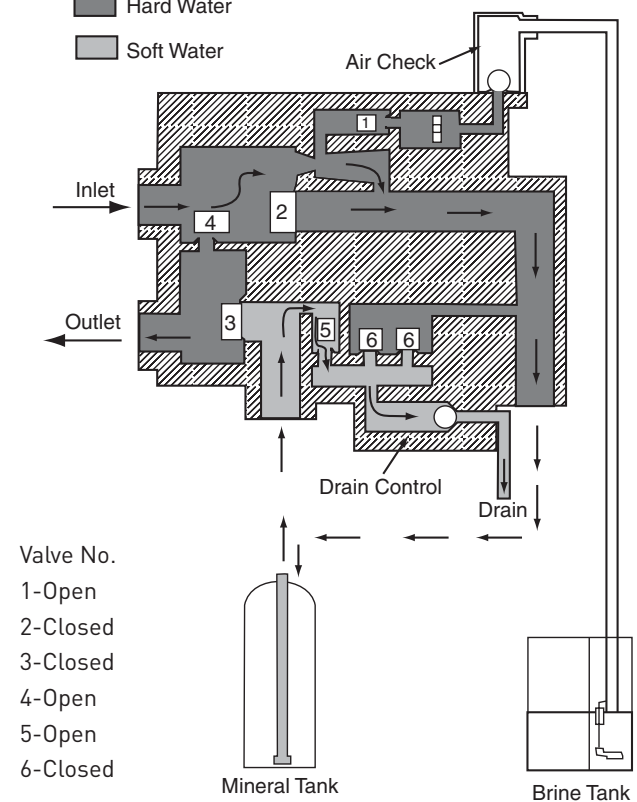 Hard Water
Soft Water
Air Check
1
Inlet
4
2
Outlet
3
5
6 6
Drain Control
Drain
Valve No.
1-Open
2-Closed
3-Closed
4-Open
5-Open
6-Closed
Mineral Tank
Brine Tank